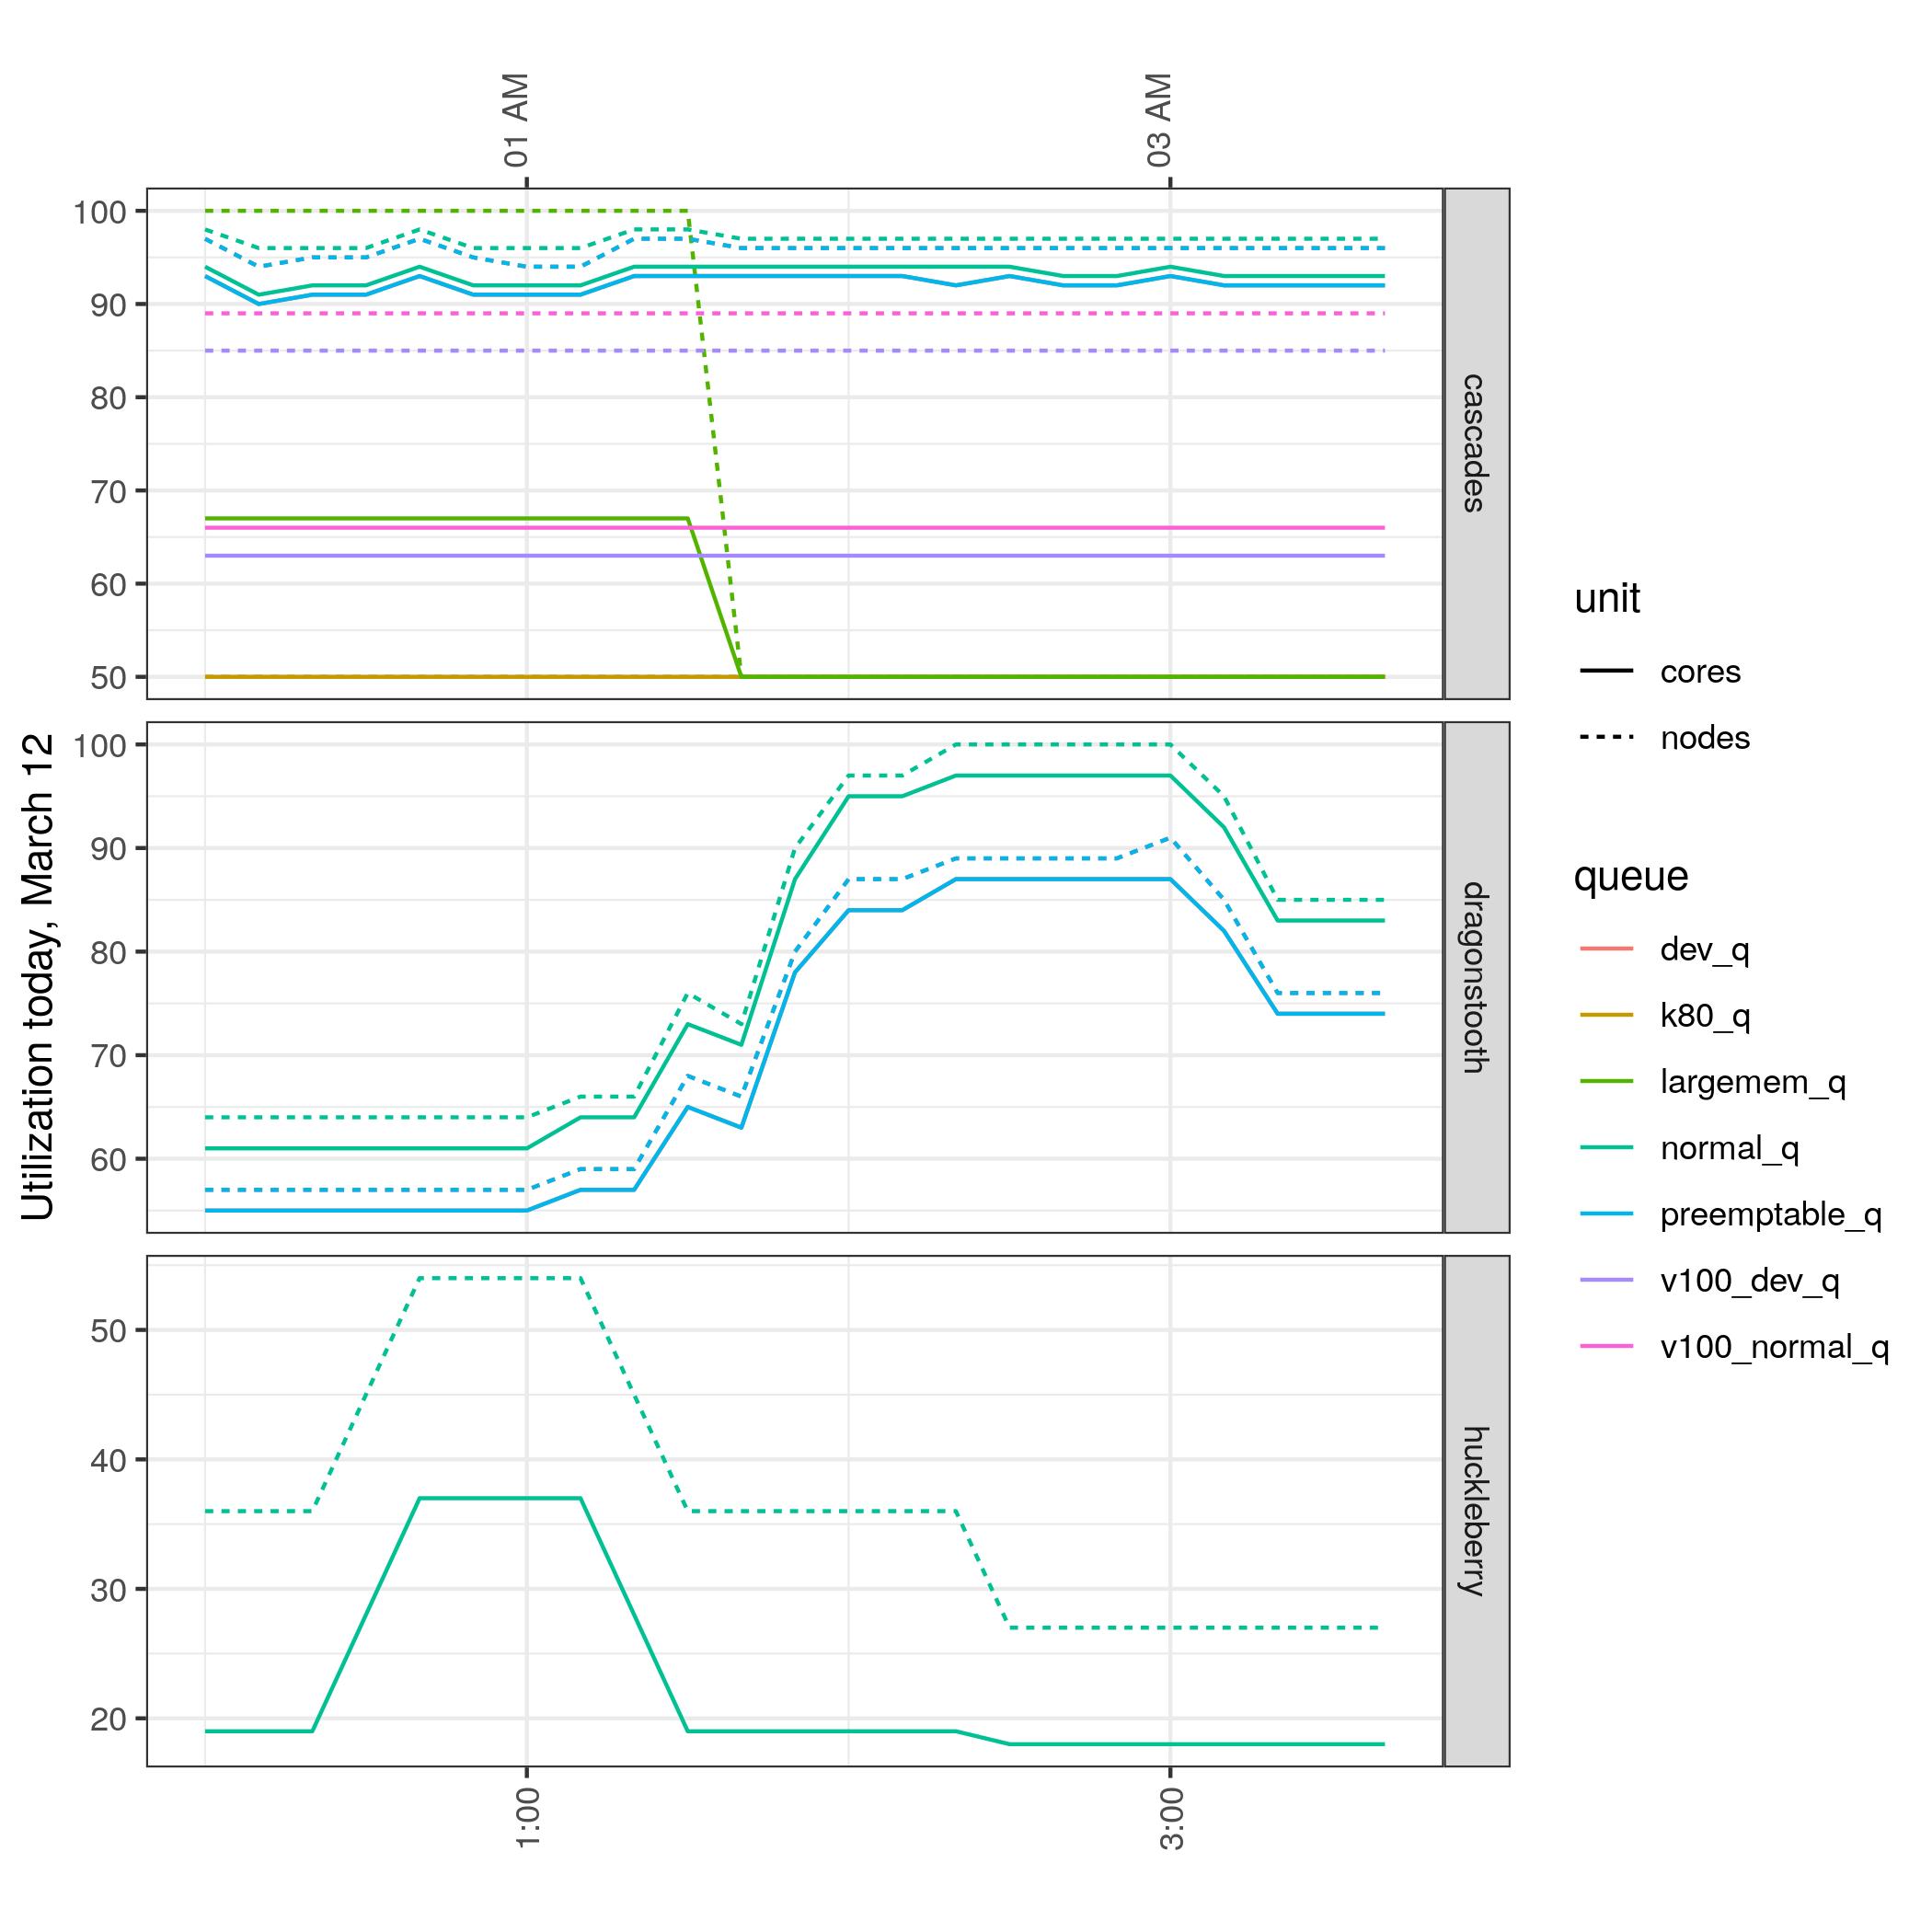 01 AM
03 AM
100
90
80
70
60
50
cascades
Utilization today, March 12
100
90
80
70
60
dragonstooth
50
40
30
20
huckleberry
1:00
3:00
unit
cores
nodes
queue
dev_q
k80_q
largemem_q
normal_q
preemptable_q
v100_dev_q
v100_normal_q